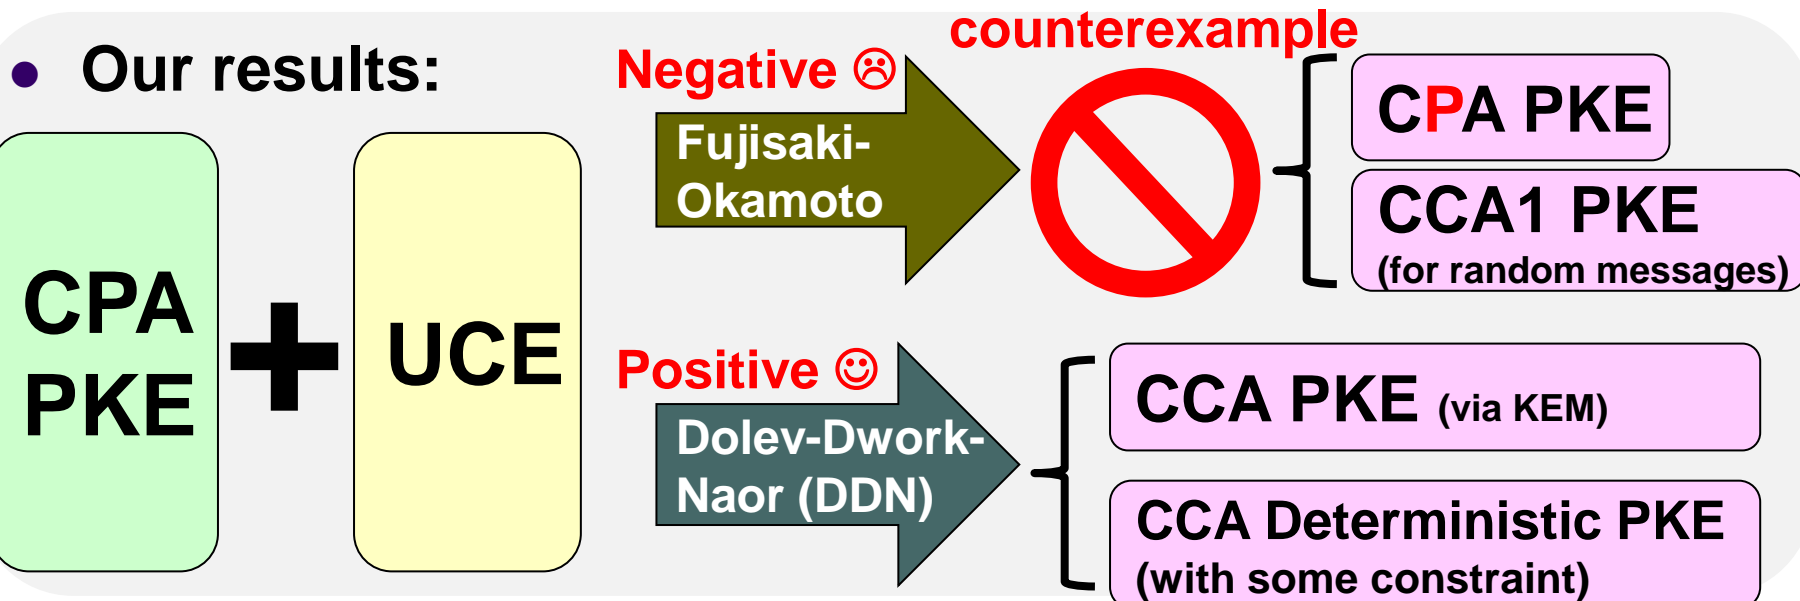 • Our results:
CPA
PKE
+
UCE
Negative ☹
Fujisaki-
Okamoto
counterexample
CPA PKE
CCA1 PKE
(for random messages)
Positive ☺
Dolev-Dwork-
Naor (DDN)
CCA PKE (via KEM)
CCA Deterministic PKE
(with some constraint)